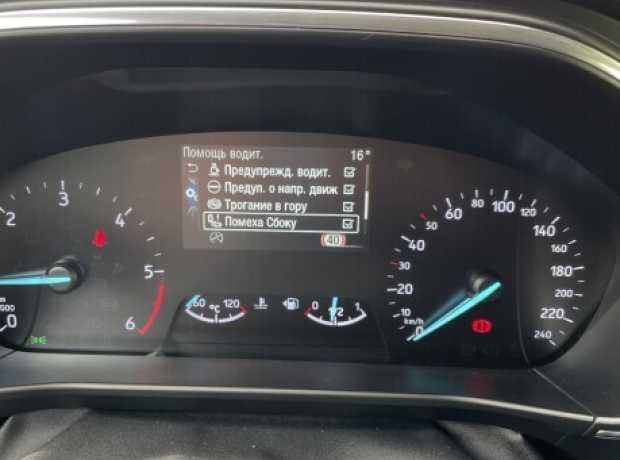 Помощь водит. 16°
Предупрежд. водит.
Предуп. о напр. движ
Трогание в гору
Помеха Сбоку
40
2 3 4 5 6
000 0
60 °C 120
0 1/2 1
0 10 20 30 40 50 60 80 100 120 140 160 180 200 220 240
km/h